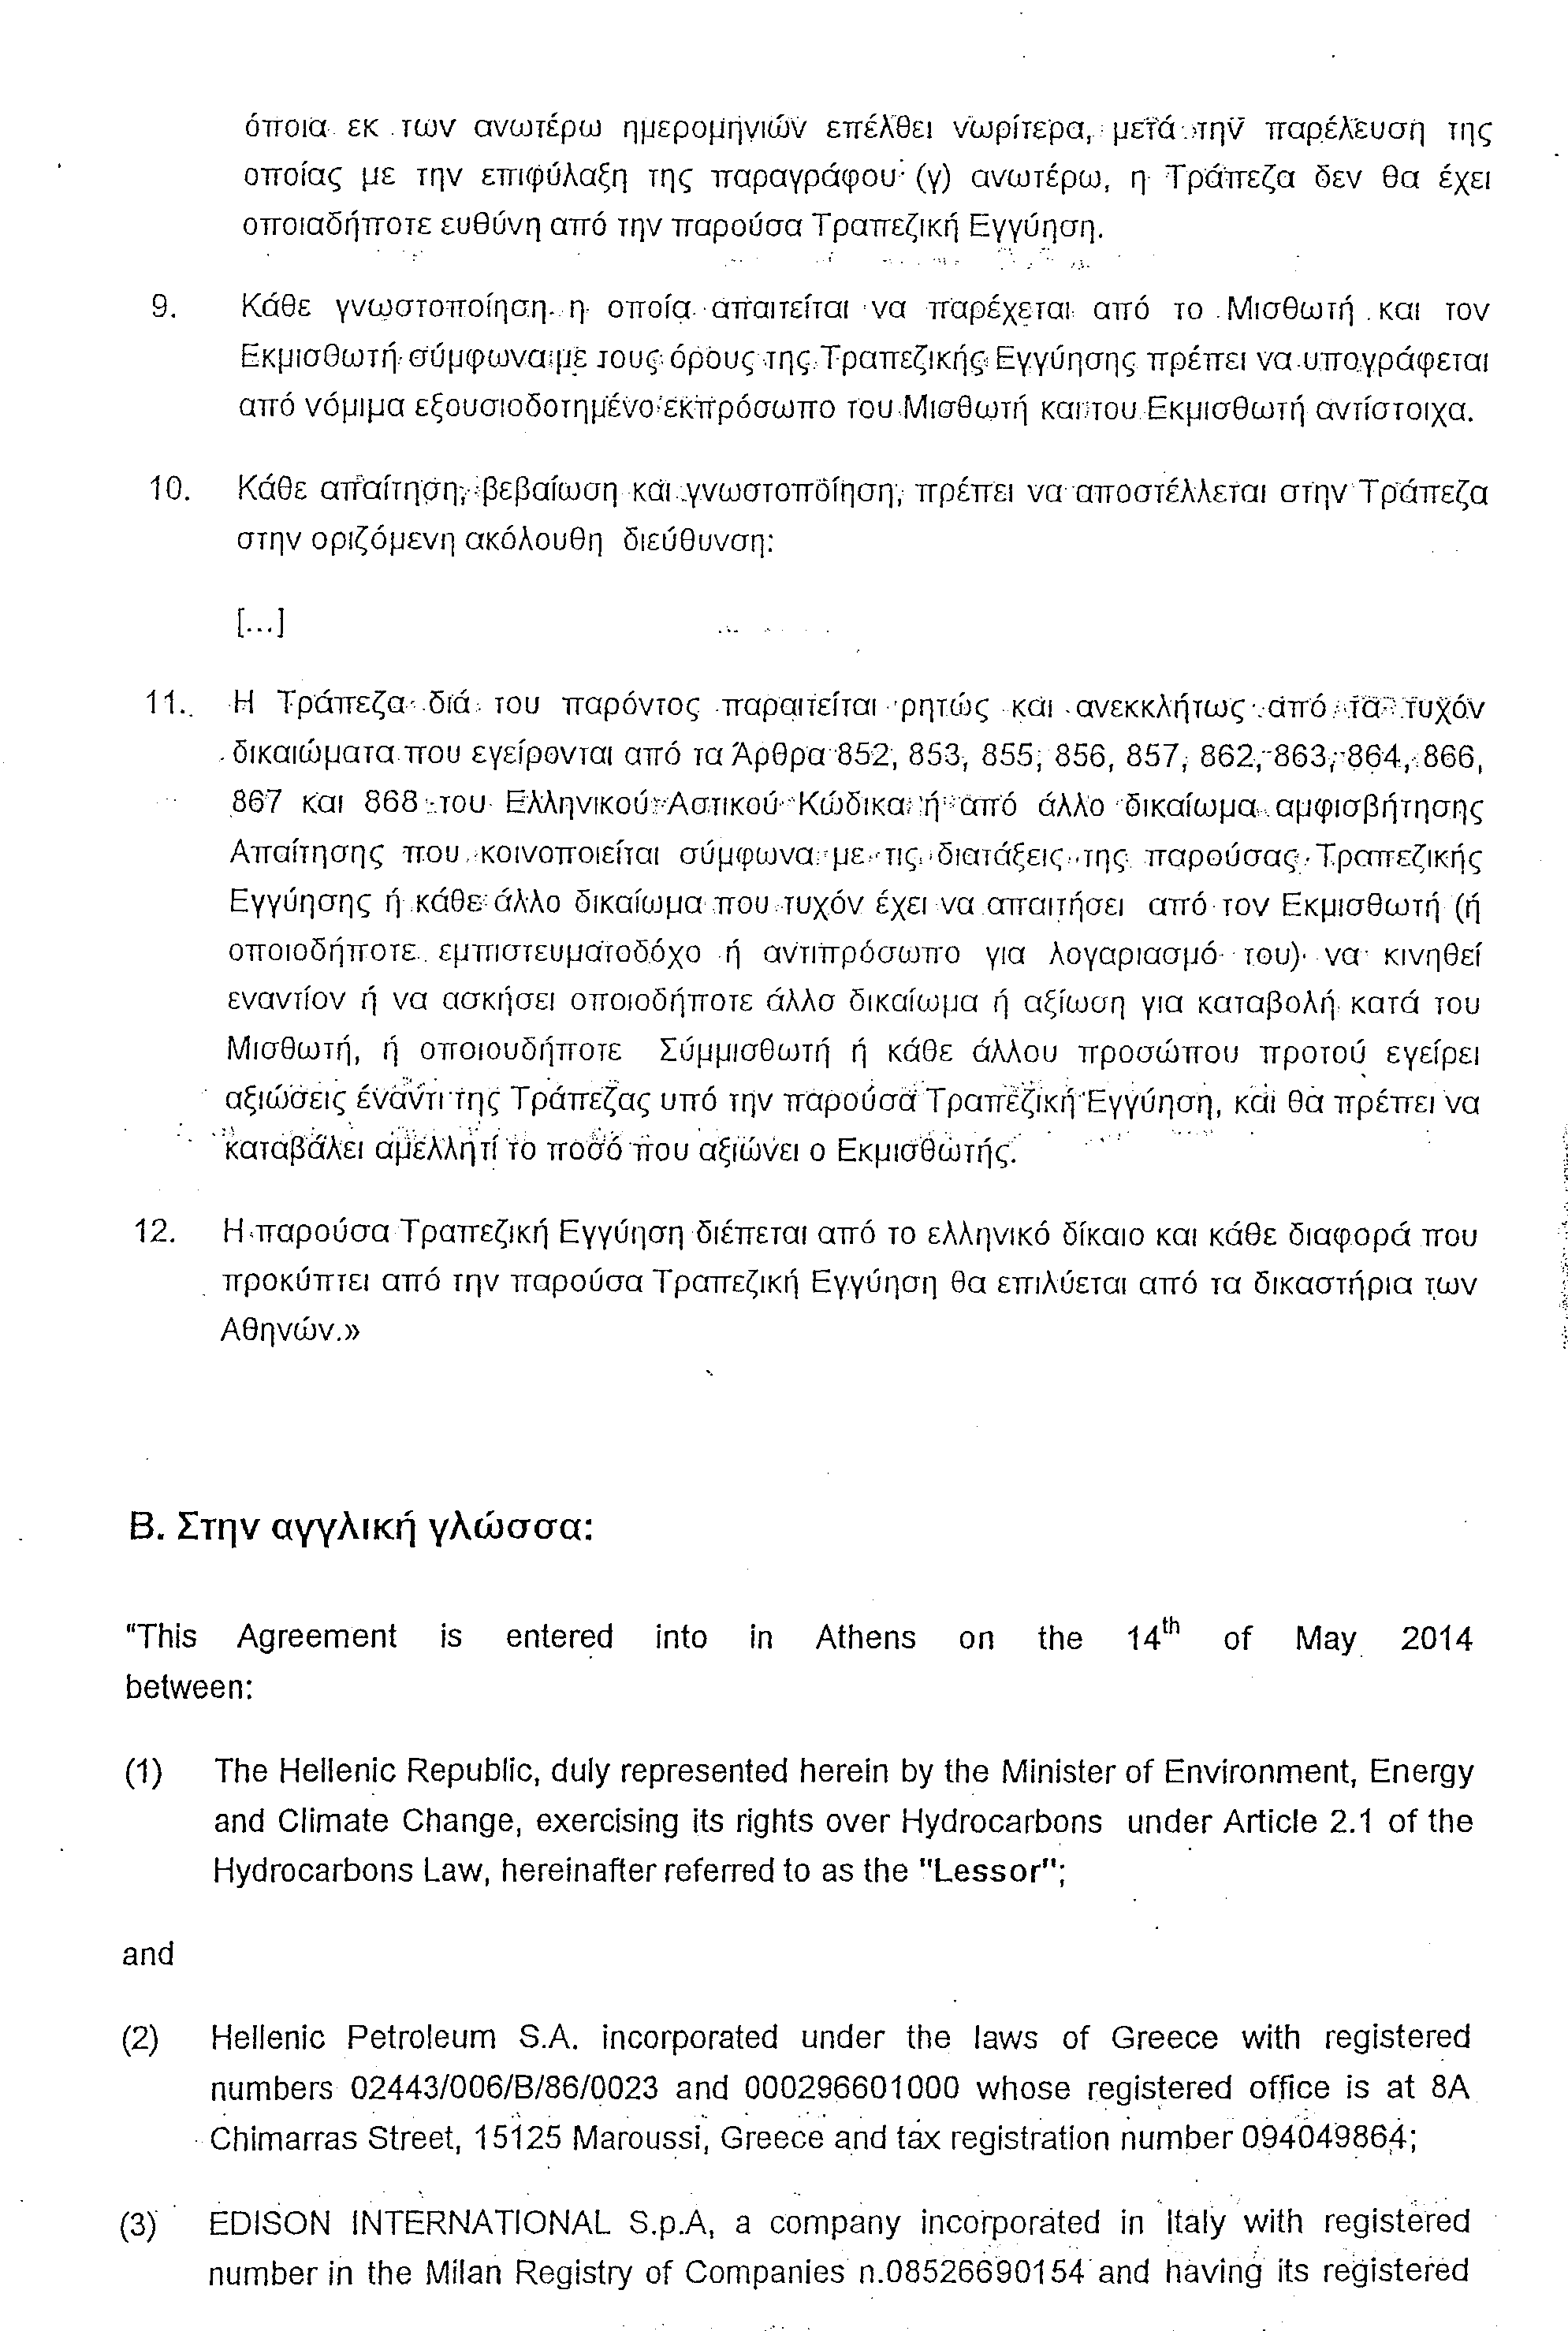 όποια εκ των ανωτέρω ημερομηνιών επέλθει νωρίτερα, μετά την παρέλευση της
οποίας με την επιφύλαξη της παραγράφου (γ) ανωτέρω, η Τράπεζα δεν θα έχει
οποιαδήποτε ευθύνη από την παρούσα Τραπεζική Εγγύηση.
9. Κάθε γνωστοποίηση η οποία απαιτείται να παρέχεται από το Μισθωτή και τον
Εκμισθωτή σύμφωνα με τους όρους της Τραπεζικής Εγγύησης πρέπει να υπογράφεται
από νόμιμα εξουσιοδοτημένο εκπρόσωπο του Μισθωτή και του Εκμισθωτή αντίστοιχα.
10. Κάθε απαίτηση, βεβαίωση και γνωστοποίηση, πρέπει να αποστέλλεται στην Τράπεζα
στην οριζόμενη ακόλουθη διεύθυνση:
[...]
11. Η Τράπεζα διά του παρόντος παραιτείται ρητώς και ανεκκλήτως από τα τυχόν
δικαιώματα που εγείρονται από τα Άρθρα 852, 853, 855, 856, 857, 862, 863, 864, 866,
867 και 868 του Ελληνικού Αστικού Κώδικα ή από άλλο δικαίωμα αμφισβήτησης
Απαίτησης που κοινοποιείται σύμφωνα με τις διατάξεις της παρούσας Τραπεζικής
Εγγύησης ή κάθε άλλο δικαίωμα που τυχόν έχει να απαιτήσει από τον Εκμισθωτή (ή
οποιοδήποτε εμπιστευματοδόχο ή αντιπρόσωπο για λογαριασμό του) να κινηθεί
εναντίον ή να ασκήσει οποιοδήποτε άλλο δικαίωμα ή αξίωση για καταβολή κατά του
Μισθωτή, ή οποιουδήποτε Σύμμισθωτή ή κάθε άλλου προσώπου προτού εγείρει
αξιώσεις έναντι της Τράπεζας υπό την παρούσα Τραπεζική Εγγύηση, και θα πρέπει να
καταβάλει αμελλητί το ποσό που αξιώνει ο Εκμισθωτής.
12. Η παρούσα Τραπεζική Εγγύηση διέπεται από το ελληνικό δίκαιο και κάθε διαφορά που
προκύπτει από την παρούσα Τραπεζική Εγγύηση θα επιλύεται από τα δικαστήρια των
Αθηνών.»
Β. Στην αγγλική γλώσσα:
"This Agreement is entered into in Athens on the 14th of May 2014
between:
(1) The Hellenic Republic, duly represented herein by the Minister of Environment, Energy
and Climate Change, exercising its rights over Hydrocarbons under Article 2.1 of the
Hydrocarbons Law, hereinafter referred to as the "Lessor";
and
(2) Hellenic Petroleum S.A. incorporated under the laws of Greece with registered
numbers 02443/006/B/86/0023 and 000296601000 whose registered office is at 8A
Chimarras Street, 15125 Maroussi, Greece and tax registration number 094049864;
(3) EDISON INTERNATIONAL S.p.A, a company incorporated in Italy with registered
number in the Milan Registry of Companies n.08526690154 and having its registered